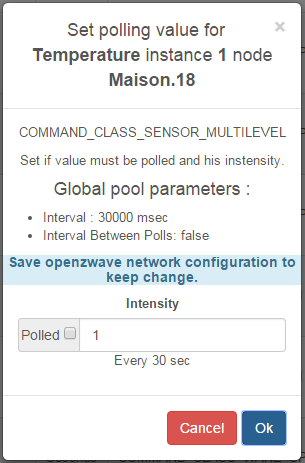 Set polling value for
Temperature instance 1 node
Maison.18
×
COMMAND_CLASS_SENSOR_MULTILEVEL
Set if value must be polled and his instensity.
Global pool parameters :
• Interval : 30000 msec
• Interval Between Polls: false
Save openzwave network configuration to
keep change.
Intensity
Polled 1
Every 30 sec
Cancel Ok